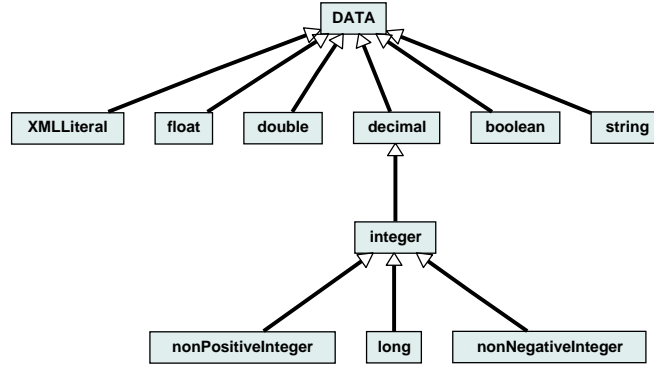 DATA
XMLLiteral
float
double
decimal
boolean
string
integer
nonPositiveInteger
long
nonNegativeInteger